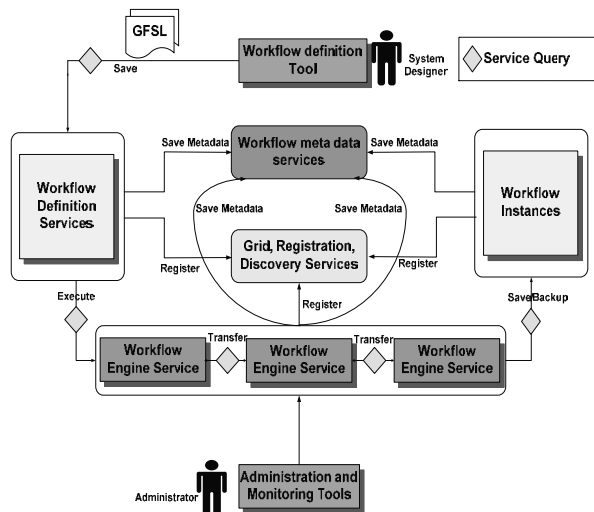 GFSL
Save
Workflow definition
Tool
System
Designer
Service Query
Save Metadata
Workflow meta data
services
Save Metadata
Workflow
Definition
Services
Save Metadata
Save Metadata
Workflow
Instances
Grid, Registration,
Discovery Services
Register
Register
Register
Execute
Save/Backup
Transfer
Transfer
Workflow
Engine Service
Workflow
Engine Service
Workflow
Engine Service
Administrator
Administration and
Monitoring Tools